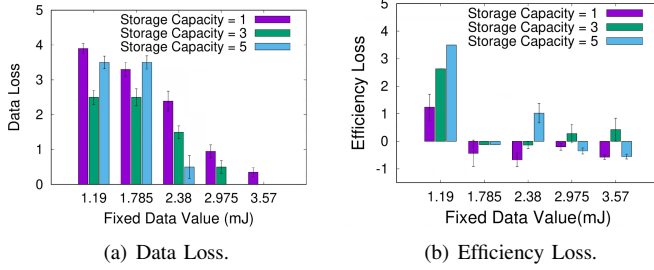 Storage Capacity = 1
Storage Capacity = 3
Storage Capacity = 5
Data Loss
5
4
3
2
1
0
1.19 1.785 2.38 2.975 3.57
Fixed Data Value (mJ)
(a) Data Loss.
Storage Capacity = 1
Storage Capacity = 3
Storage Capacity = 5
Efficiency Loss
5
4
3
2
1
0
-1
1.19 1.785 2.38 2.975 3.57
Fixed Data Value(mJ)
(b) Efficiency Loss.